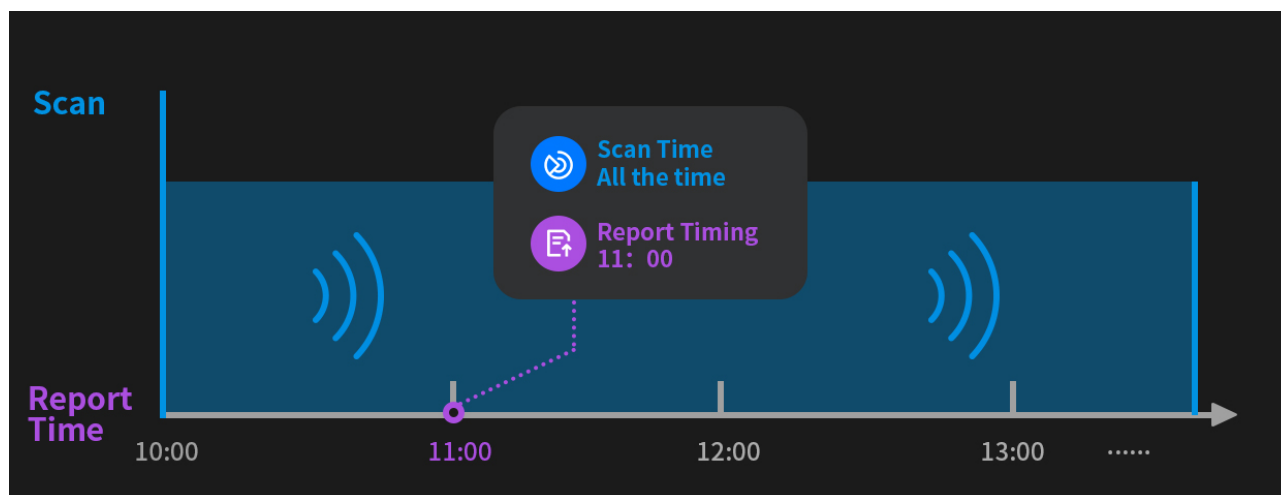 Scan
Scan Time
All the time
Report Timing
11：00
Report
Time
10:00
11:00
12:00
13:00
......